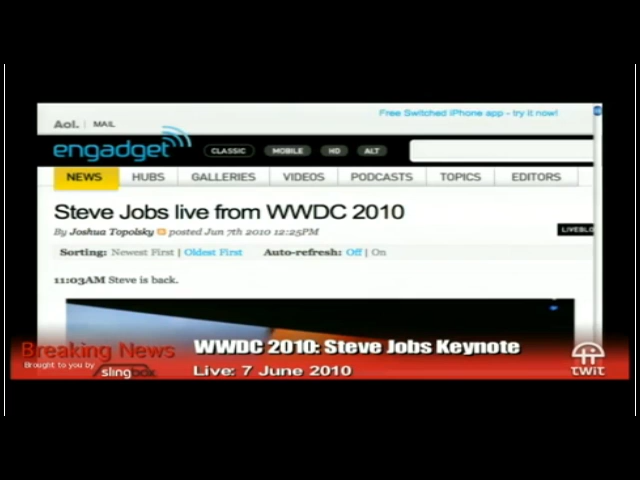 Free Switched iPhone app - try it now!
Aol. | MAIL
engadget CLASSIC MOBILE HD ALT
NEWS HUBS GALLERIES VIDEOS PODCASTS TOPICS EDITORS
Steve Jobs live from WWDC 2010
By Joshua Topolsky posted Jun 7th 2010 12:25PM
LIVEBLO
Sorting: Newest First | Oldest First Auto-refresh: Off | On
11:03AM Steve is back.
Breaking News
Brought to you by slingbox
WWDC 2010: Steve Jobs Keynote
Live: 7 June 2010
TWiT